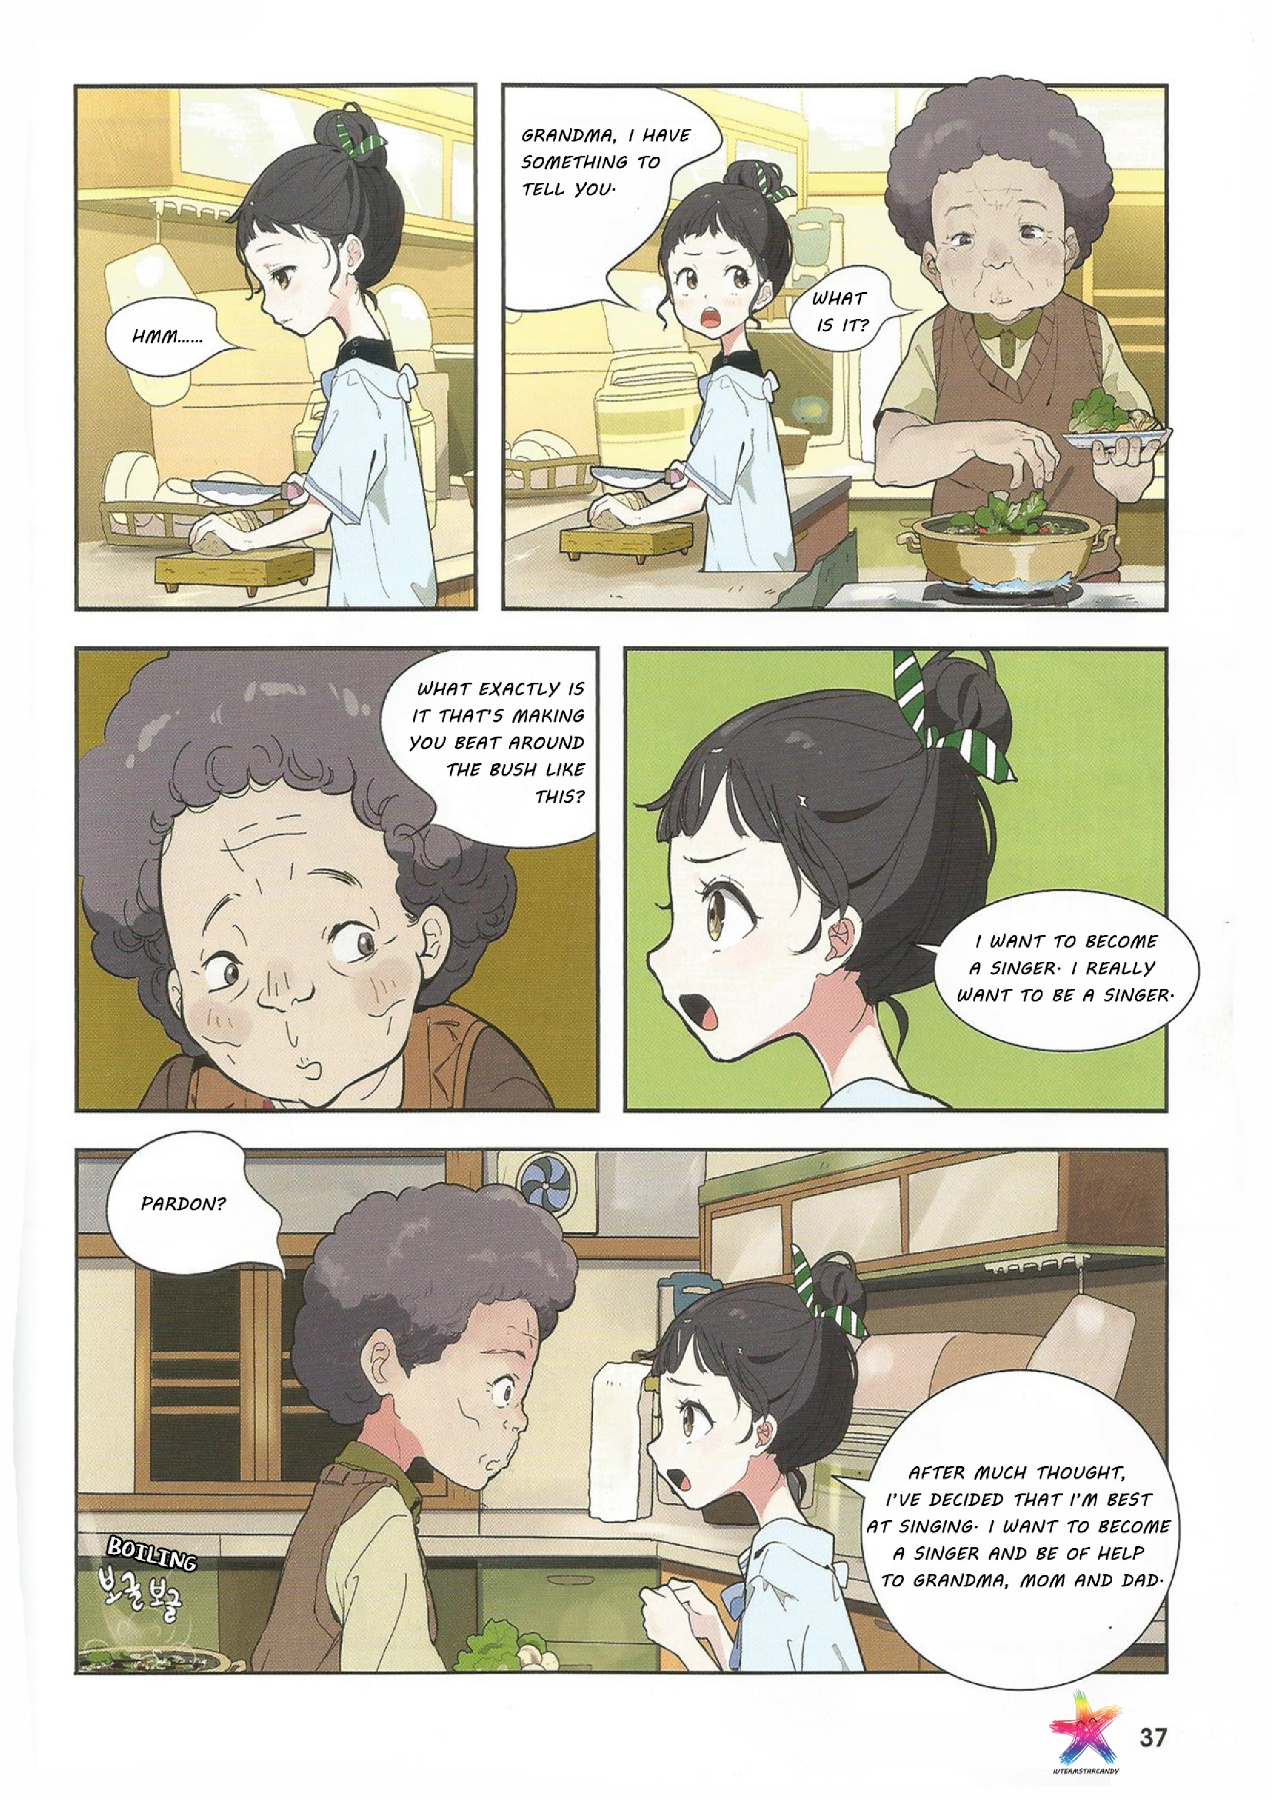 HMM......
GRANDMA, I HAVE
SOMETHING TO
TELL YOU.
WHAT
IS IT?
WHAT EXACTLY IS
IT THAT'S MAKING
YOU BEAT AROUND
THE BUSH LIKE
THIS?
I WANT TO BECOME
A SINGER. I REALLY
WANT TO BE A SINGER.
PARDON?
AFTER MUCH THOUGHT,
I'VE DECIDED THAT I'M BEST
AT SINGING. I WANT TO BECOME
A SINGER AND BE OF HELP
TO GRANDMA, MOM AND DAD.
BOILING
보글보글
IUTEAMSTARCANDY
37